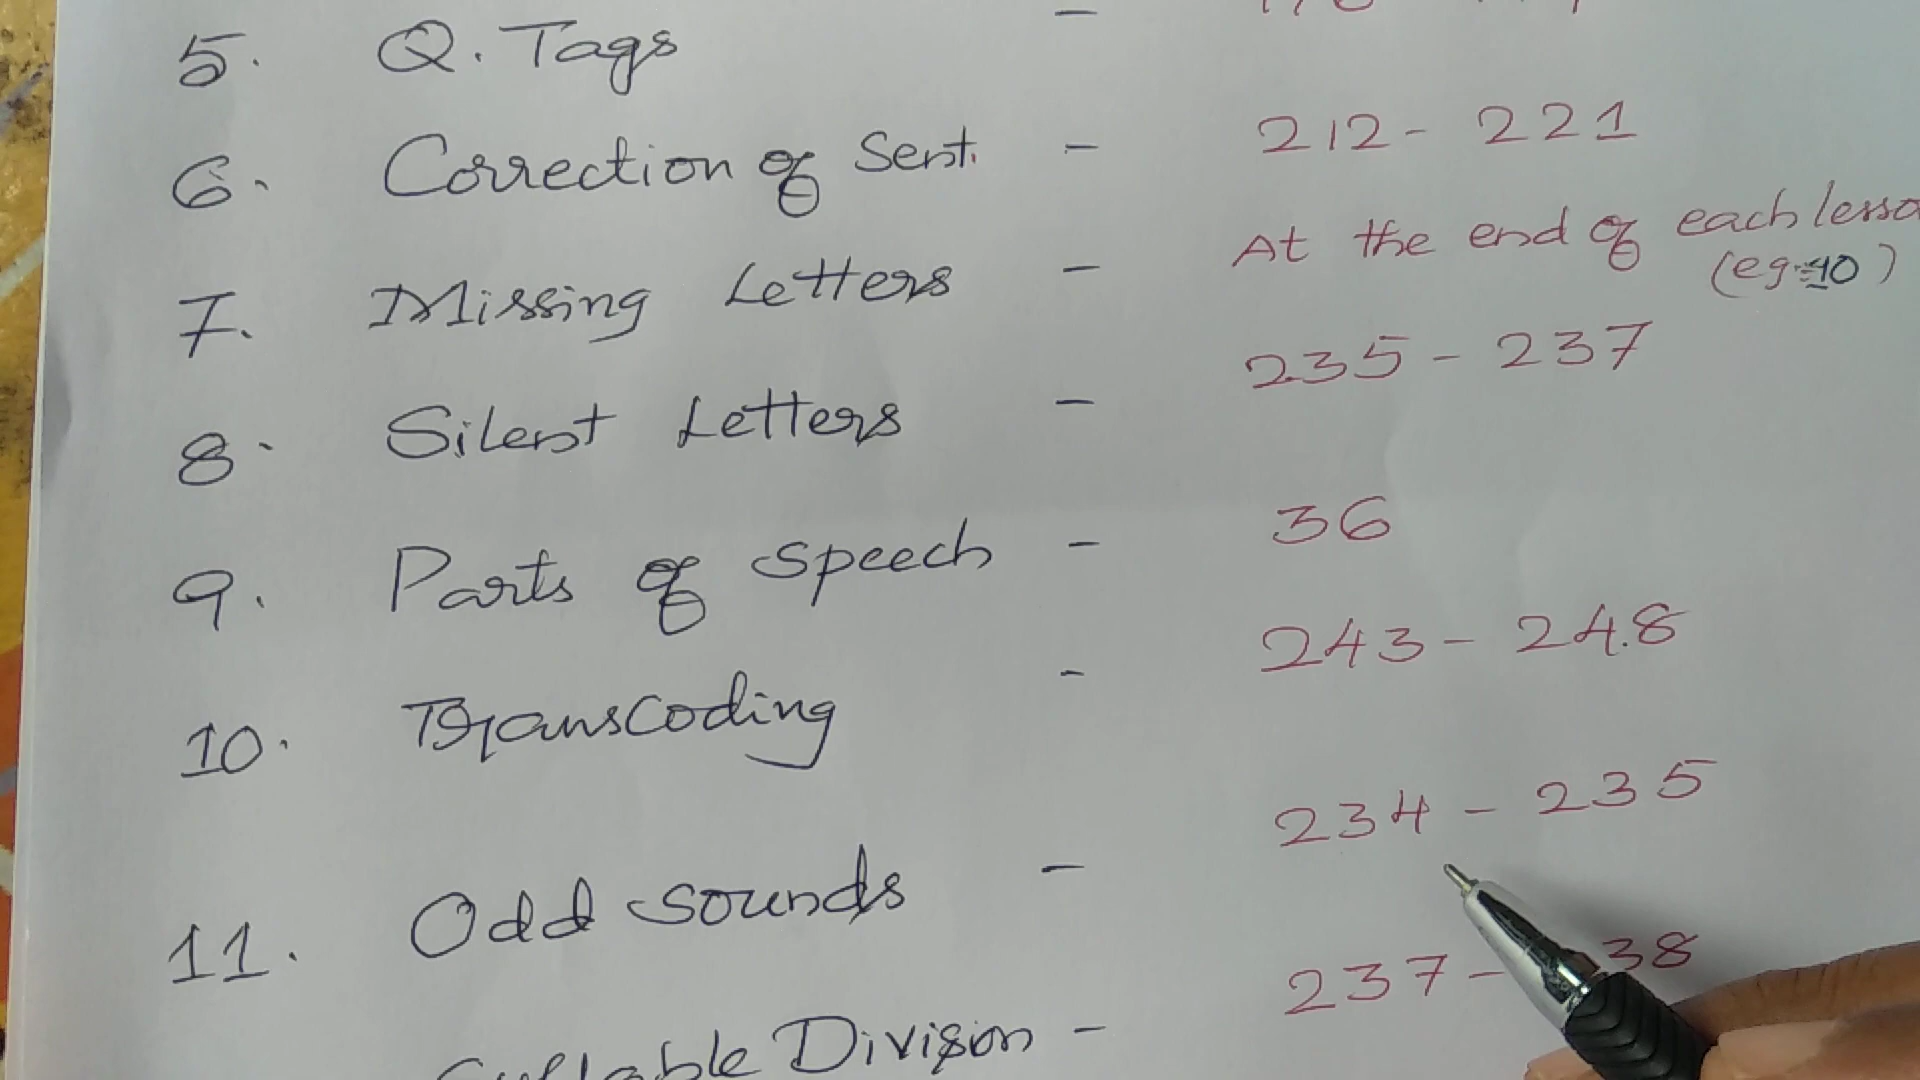 5. Q. Tags -
6. Correction of Sent. - 212 - 221
7. Missing Letters - At the end of each
(eg:- 10)
8. Silent Letters - 235 - 237
9. Parts of Speech - 36
10. Transcoding - 243 - 24.8
11. Odd Sounds - 234 - 235
Division - 237 -